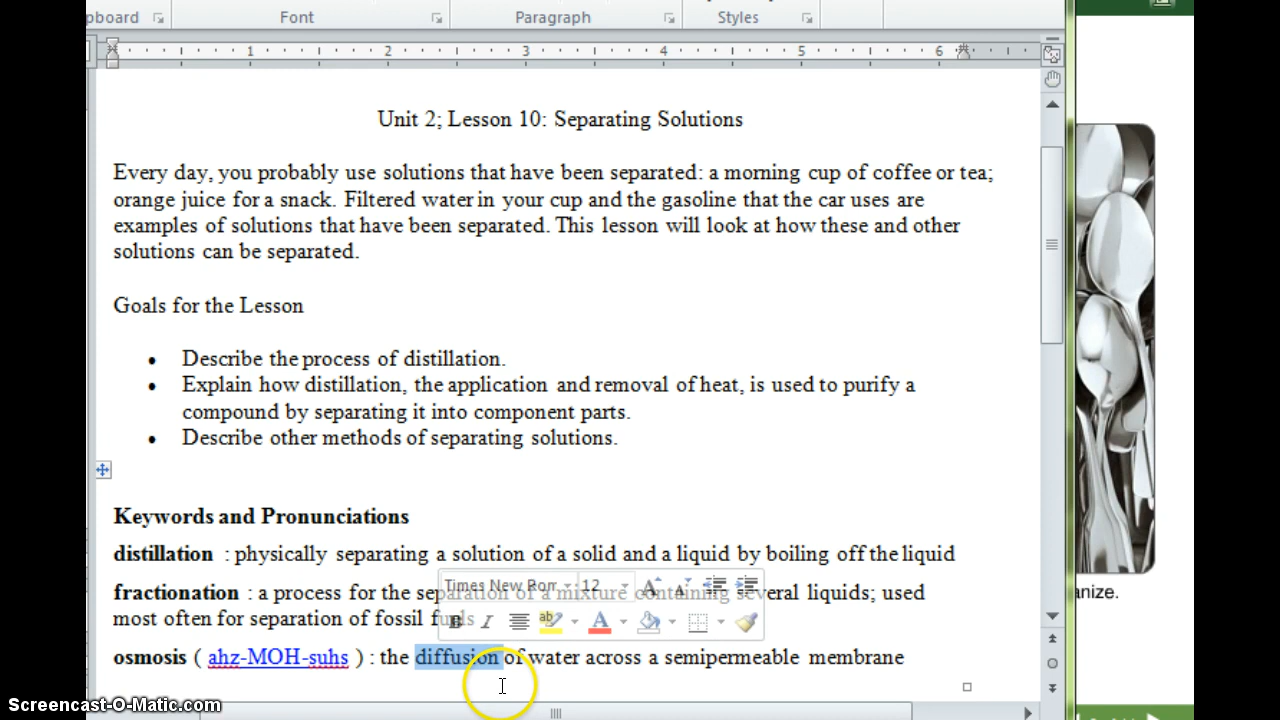 pboard Font Paragraph Styles
1 2 3 4 5 6
Unit 2; Lesson 10: Separating Solutions
Every day, you probably use solutions that have been separated: a morning cup of coffee or tea;
orange juice for a snack. Filtered water in your cup and the gasoline that the car uses are
examples of solutions that have been separated. This lesson will look at how these and other
solutions can be separated.
Goals for the Lesson
• Describe the process of distillation.
• Explain how distillation, the application and removal of heat, is used to purify a
compound by separating it into component parts.
• Describe other methods of separating solutions.
Keywords and Pronunciations
distillation : physically separating a solution of a solid and a liquid by boiling off the liquid
Times New Rom 12
fractionation : a process for the separation of a mixture containing several liquids; used
most often for separation of fossil fuels
osmosis ( ahz-MOH-suhs ) : the diffusion of water across a semipermeable membrane
anize.
Screencast-O-Matic.com